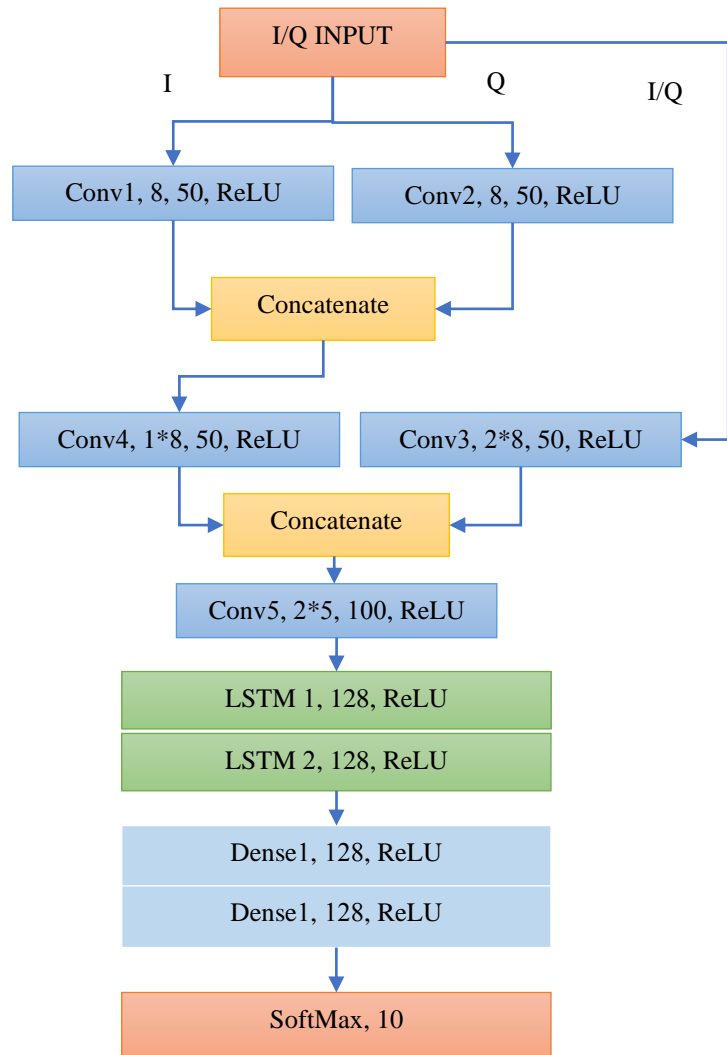 I/Q INPUT
I
Q
I/Q
Conv1, 8, 50, ReLU
Conv2, 8, 50, ReLU
Concatenate
Conv4, 1*8, 50, ReLU
Conv3, 2*8, 50, ReLU
Concatenate
Conv5, 2*5, 100, ReLU
LSTM 1, 128, ReLU
LSTM 2, 128, ReLU
Dense1, 128, ReLU
Dense1, 128, ReLU
SoftMax, 10